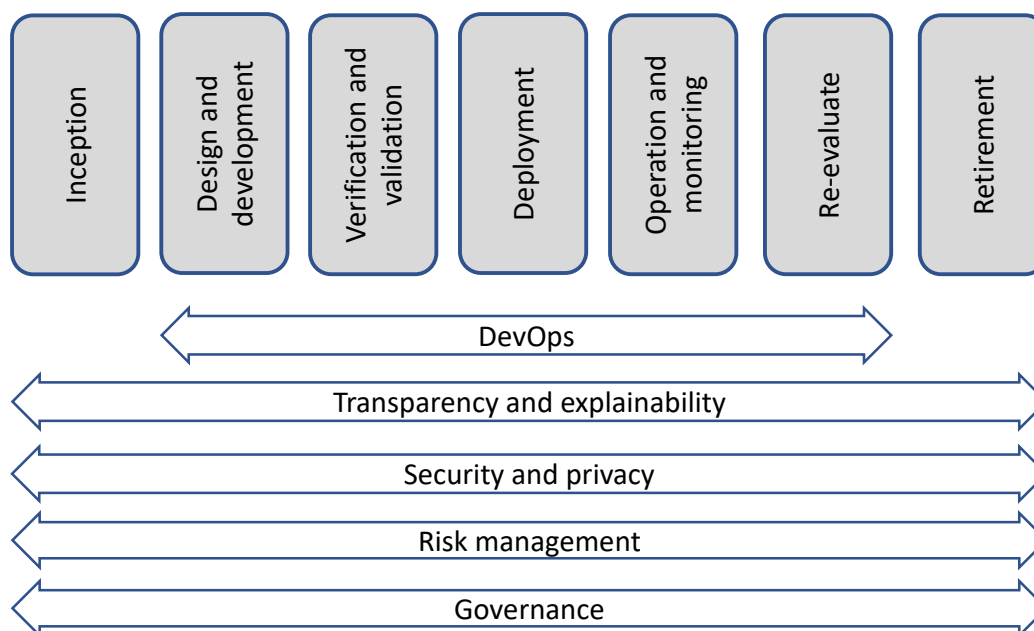 Inception
Design and
development
Verification and
validation
Deployment
Operation and
monitoring
Re-evaluate
Retirement
DevOps
Transparency and explainability
Security and privacy
Risk management
Governance